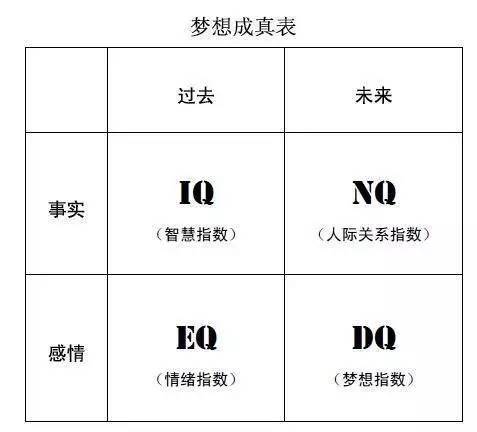 梦想成真表
过去 未来
事实 IQ NQ
（智慧指数） （人际关系指数）
感情 EQ DQ
（情绪指数） （梦想指数）